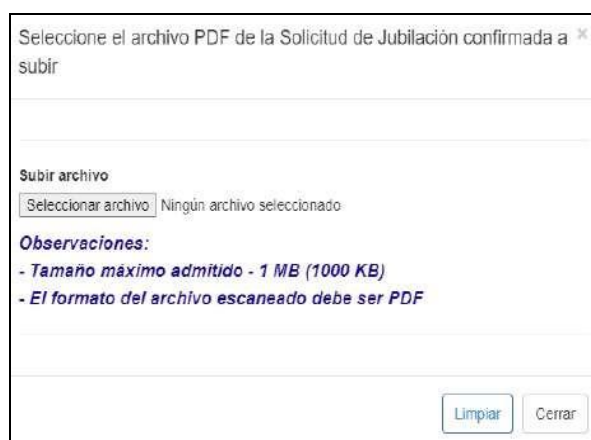 Seleccione el archivo PDF de la Solicitud de Jubilación confirmada a ×
subir
Subir archivo
Seleccionar archivo Ningún archivo seleccionado
Observaciones:
- Tamaño máximo admitido - 1 MB (1000 KB)
- El formato del archivo escaneado debe ser PDF
Limpiar Cerrar